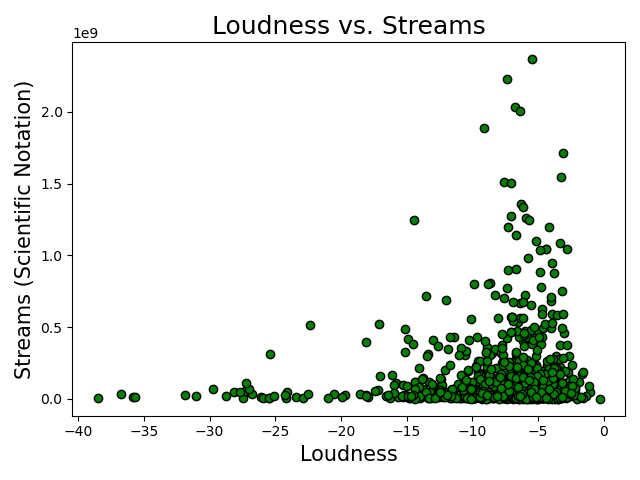 Loudness vs. Streams
1e9
2.0
1.5
1.0
0.5
0.0
Streams (Scientific Notation)
−40 −35 −30 −25 −20 −15 −10 −5 0
Loudness